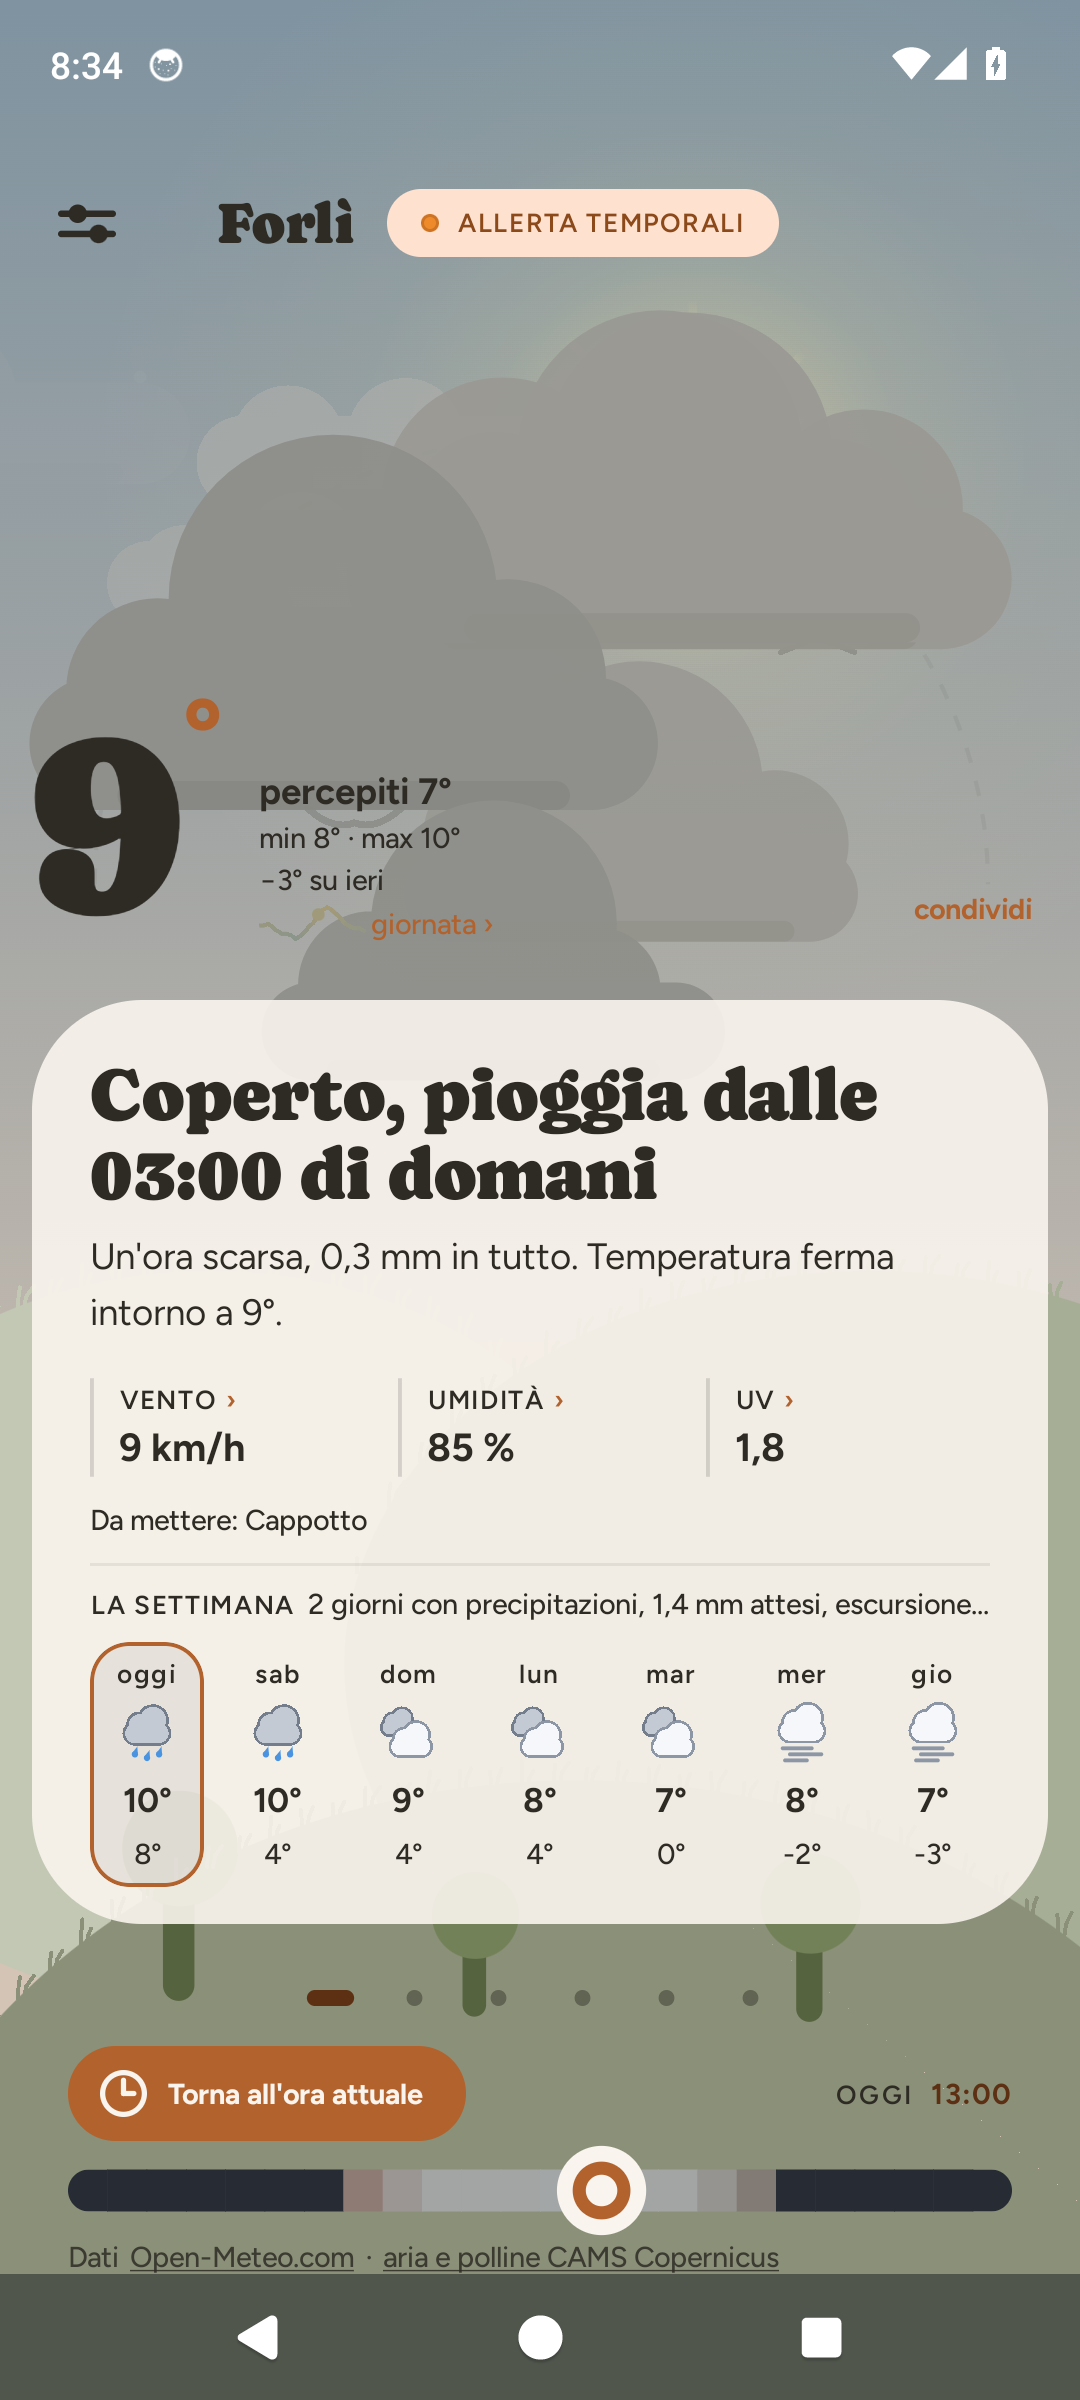 8:34
Forlì
ALLERTA TEMPORALI
9°
percepiti 7°
min 8° · max 10°
−3° su ieri
giornata ›
condividi
Coperto, pioggia dalle
03:00 di domani
Un'ora scarsa, 0,3 mm in tutto. Temperatura ferma
intorno a 9°.
VENTO › UMIDITÀ › UV ›
9 km/h 85 % 1,8
Da mettere: Cappotto
LA SETTIMANA 2 giorni con precipitazioni, 1,4 mm attesi, escursione...
oggi sab dom lun mar mer gio
10° 10° 9° 8° 7° 8° 7°
8° 4° 4° 4° 0° -2° -3°
Torna all'ora attuale
OGGI 13:00
Dati Open-Meteo.com · aria e polline CAMS Copernicus